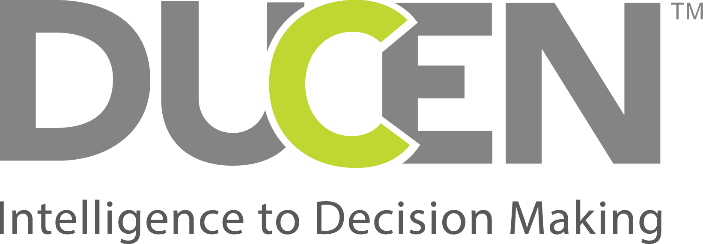 DUCEN™
Intelligence to Decision Making